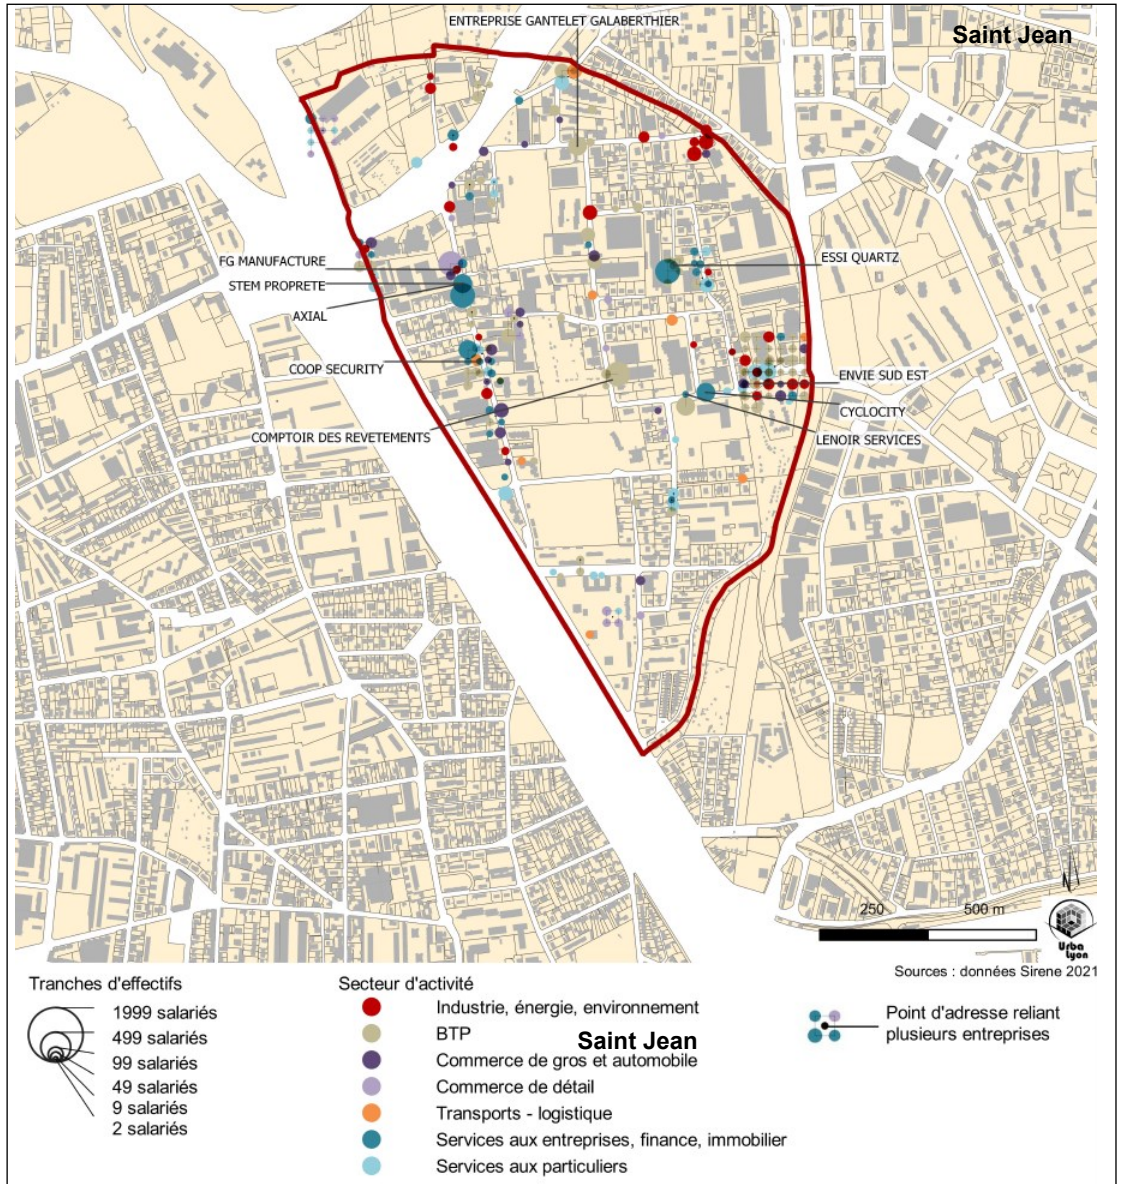 ENTREPRISE GANTELET GALABERTHIER
Saint Jean
FG MANUFACTURE
ESSI QUARTZ
STEM PROPRETE
AXIAL
COOP SECURITY
ENVIE SUD EST
CYCLOCITY
COMPTOIR DES REVETEMENTS
LENOIR SERVICES
250 500 m
N
Urba
Lyon
Sources : données Sirene 2021
Tranches d'effectifs
1999 salariés
499 salariés
99 salariés
49 salariés
9 salariés
2 salariés
Secteur d'activité
Industrie, énergie, environnement
BTP
Saint Jean
Commerce de gros et automobile
Commerce de détail
Transports - logistique
Services aux entreprises, finance, immobilier
Services aux particuliers
Point d'adresse reliant
plusieurs entreprises